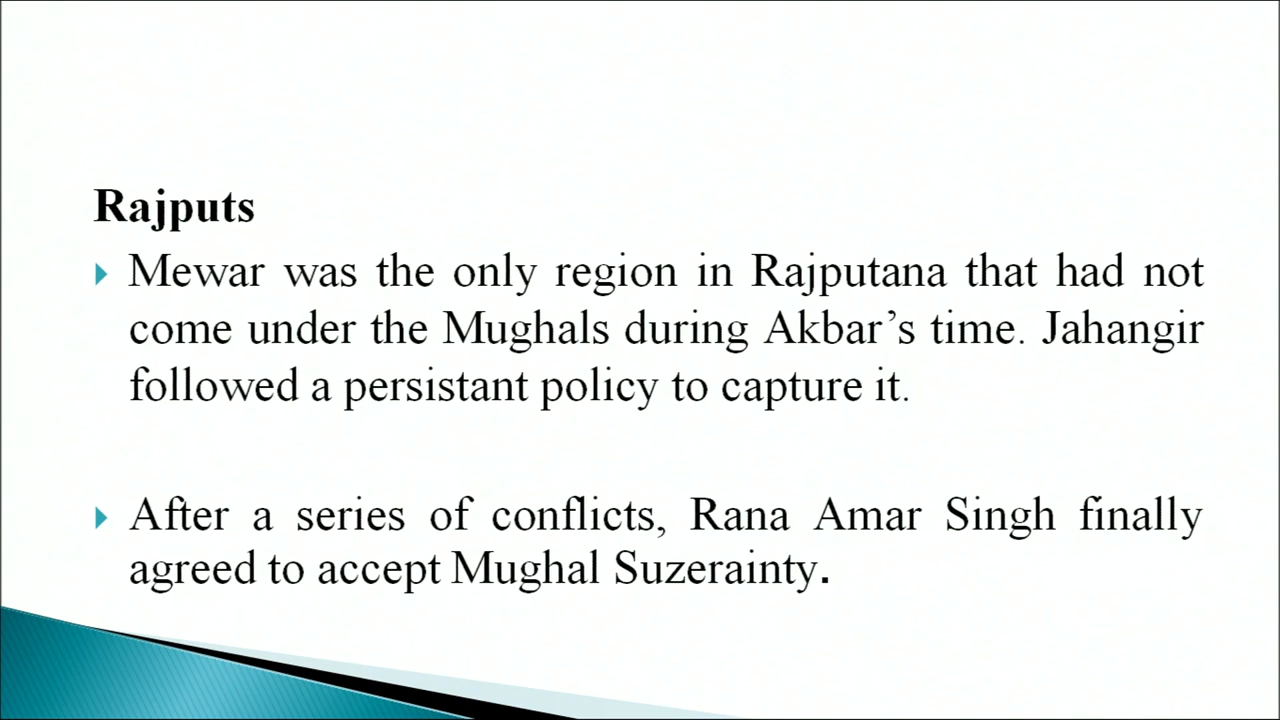 Rajputs
Mewar was the only region in Rajputana that had not
come under the Mughals during Akbar’s time. Jahangir
followed a persistant policy to capture it.
After a series of conflicts, Rana Amar Singh finally
agreed to accept Mughal Suzerainty.